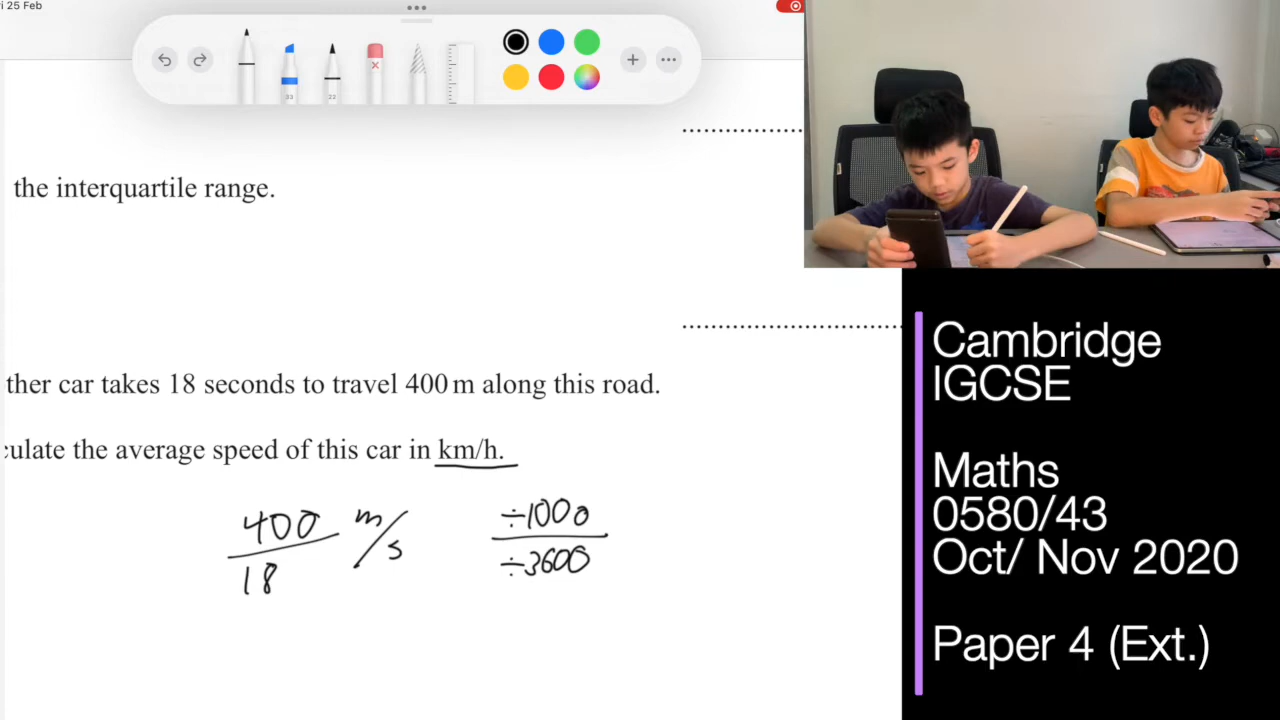 i 25 Feb
33
22
the interquartile range.
ther car takes 18 seconds to travel 400 m along this road.
culate the average speed of this car in km/h.
400
18
m/s
÷1000
÷3600
Cambridge
IGCSE
Maths
0580/43
Oct/ Nov 2020
Paper 4 (Ext.)